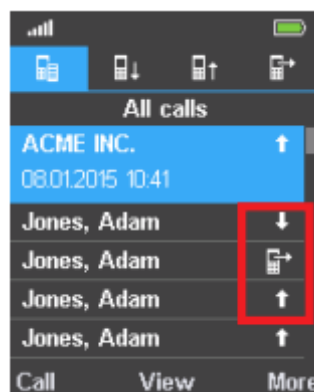 All calls
ACME INC.
08.01.2015 10:41
Jones, Adam
Jones, Adam
Jones, Adam
Jones, Adam
Call View More